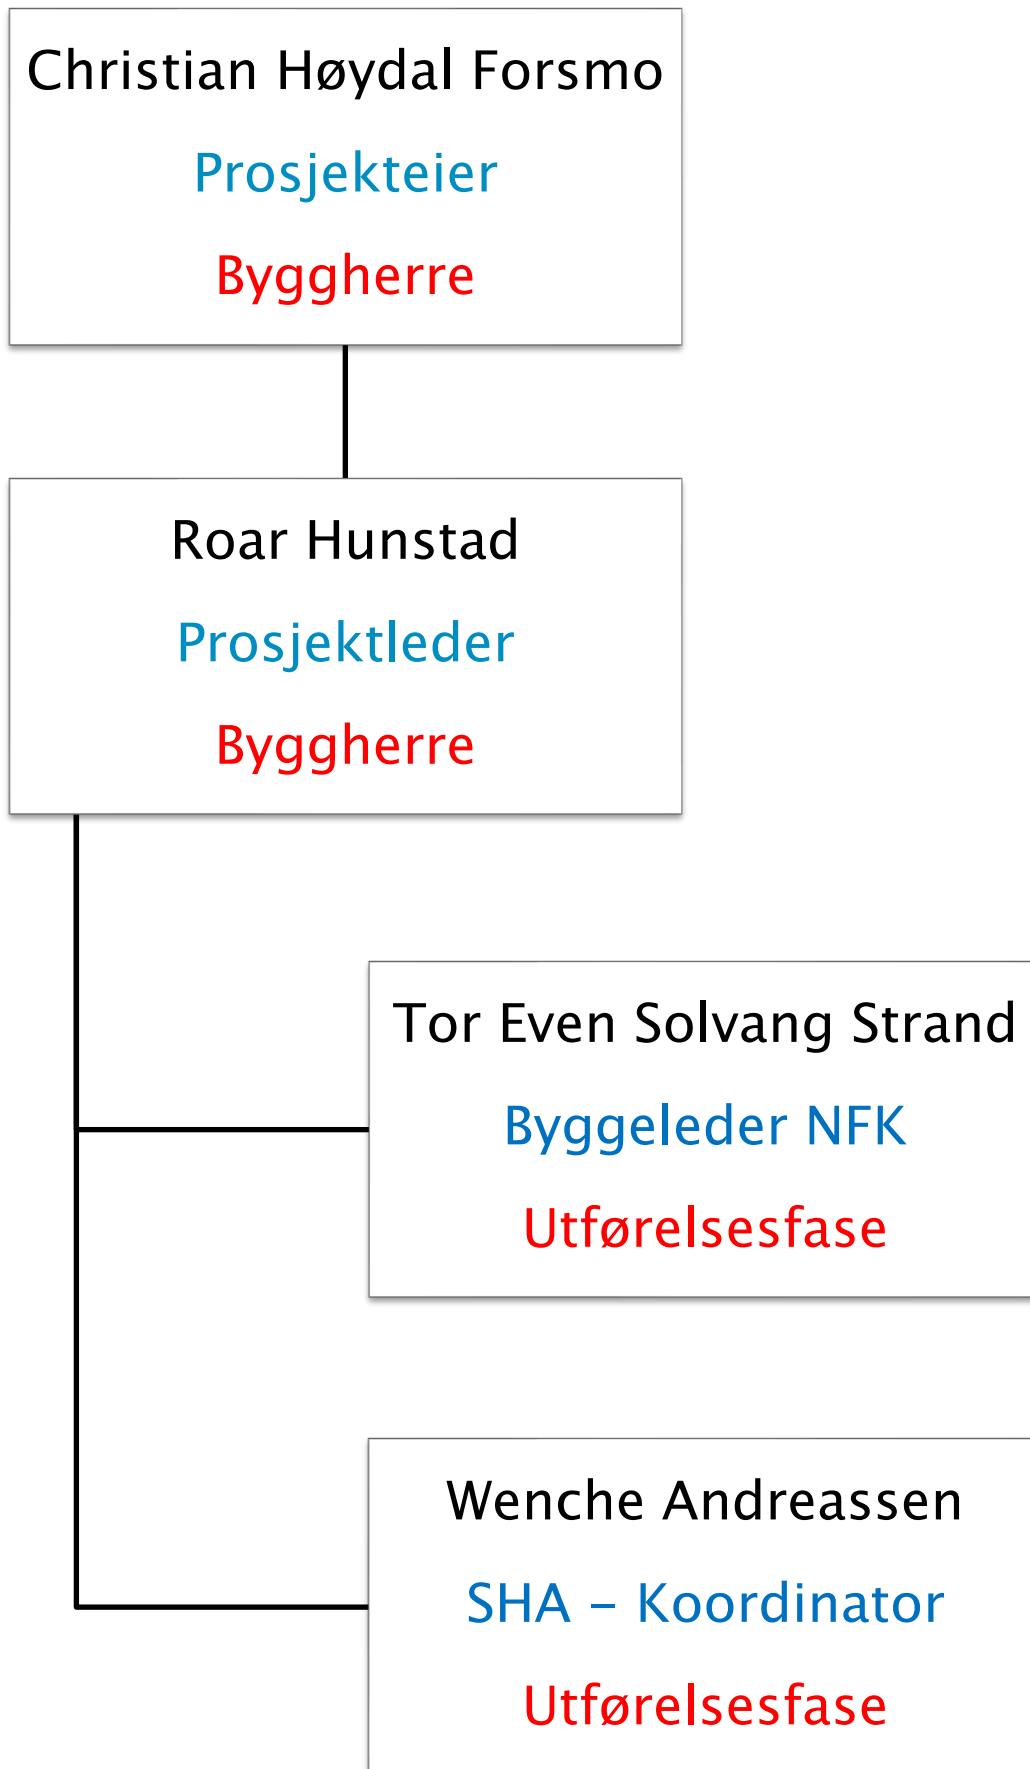 Christian Høydal Forsmo
Prosjekteier
Byggherre
Roar Hunstad
Prosjektleder
Byggherre
Tor Even Solvang Strand
Byggeleder NFK
Utførelsesfase
Wenche Andreassen
SHA – Koordinator
Utførelsesfase